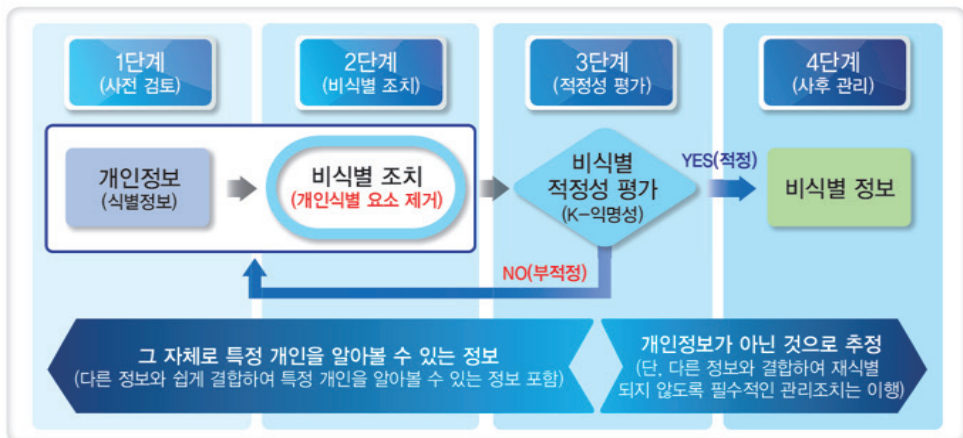 1단계
(사전 검토)
2단계
(비식별 조치)
3단계
(적정성 평가)
4단계
(사후 관리)
개인정보
(식별정보)
비식별 조치
(개인식별 요소 제거)
비식별
적정성 평가
(K-익명성)
YES(적정)
비식별 정보
NO(부적정)
그 자체로 특정 개인을 알아볼 수 있는 정보
(다른 정보와 쉽게 결합하여 특정 개인을 알아볼 수 있는 정보 포함)
개인정보가 아닌 것으로 추정
(단, 다른 정보와 결합하여 재식별
되지 않도록 필수적인 관리조치는 이행)